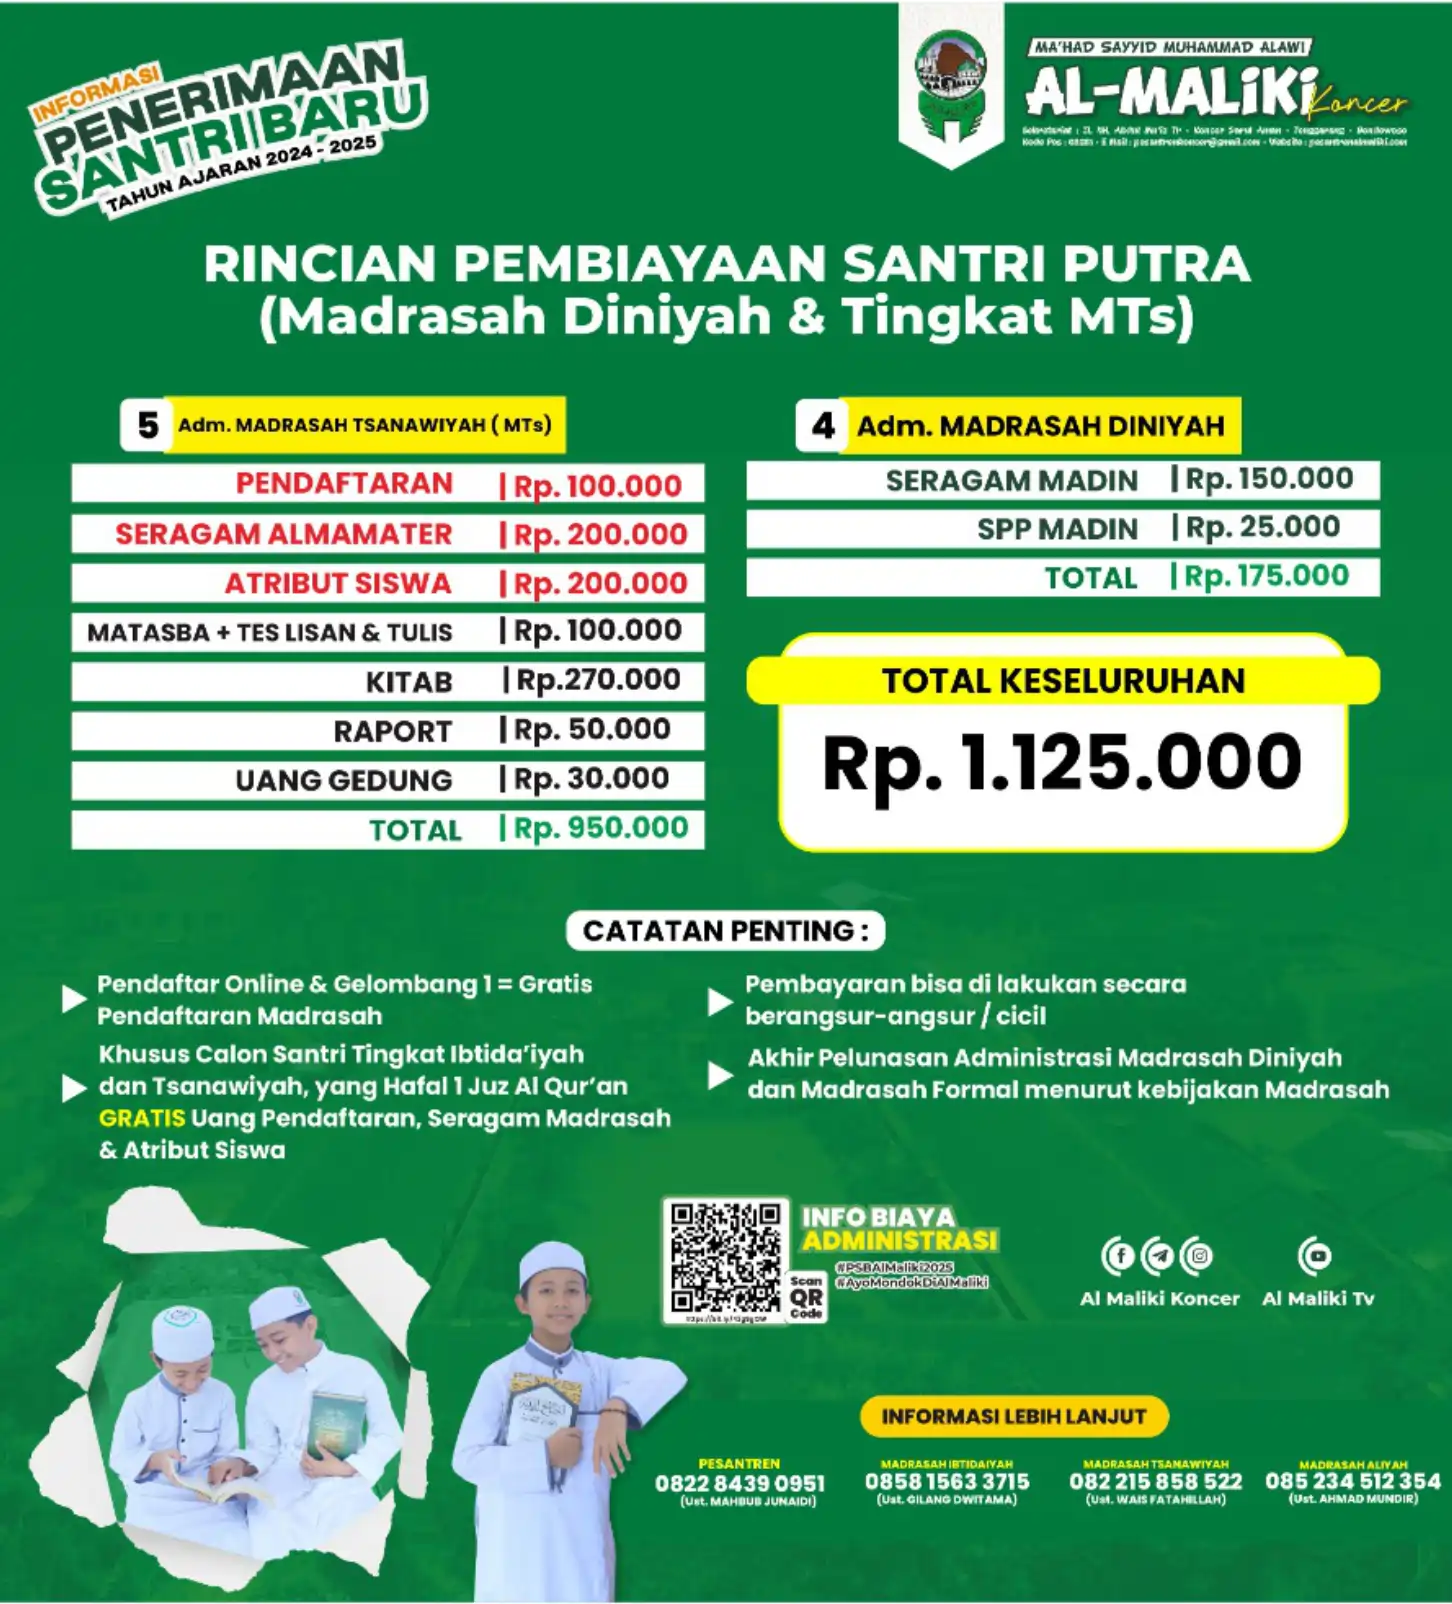 INFORMASI
PENERIMAAN
SANTRI BARU
TAHUN AJARAN 2024 - 2025
MA'HAD SAYYID MUHAMMAD ALAWI
AL-MALIKI Koncer
RINCIAN PEMBIAYAAN SANTRI PUTRA
(Madrasah Diniyah & Tingkat MTs)
5 Adm. MADRASAH TSANAWIYAH ( MTs)
PENDAFTARAN | Rp. 100.000
SERAGAM ALMAMATER | Rp. 200.000
ATRIBUT SISWA | Rp. 200.000
MATASBA + TES LISAN & TULIS | Rp. 100.000
KITAB | Rp.270.000
RAPORT | Rp. 50.000
UANG GEDUNG | Rp. 30.000
TOTAL | Rp. 950.000
4 Adm. MADRASAH DINIYAH
SERAGAM MADIN | Rp. 150.000
SPP MADIN | Rp. 25.000
TOTAL | Rp. 175.000
TOTAL KESELURUHAN
Rp. 1.125.000
CATATAN PENTING :
Pendaftar Online & Gelombang 1 = Gratis
Pendaftaran Madrasah
Khusus Calon Santri Tingkat Ibtida'iyah
dan Tsanawiyah, yang Hafal 1 Juz Al Qur'an
GRATIS Uang Pendaftaran, Seragam Madrasah
& Atribut Siswa
Pembayaran bisa di lakukan secara
berangsur-angsur / cicil
Akhir Pelunasan Administrasi Madrasah Diniyah
dan Madrasah Formal menurut kebijakan Madrasah
INFO BIAYA
ADMINISTRASI
#PSBAlMaliki2025
#AyoMondokDiAlMaliki
Scan
QR
Code
Al Maliki Koncer
Al Maliki Tv
INFORMASI LEBIH LANJUT
PESANTREN
0822 8439 0951
(Ust. MAHBUB JUNAIDI)
MADRASAH IBTIDAIYAH
0858 1563 3715
(Ust. GILANG DWITAMA)
MADRASAH TSANAWIYAH
082 215 858 522
(Ust. WAIS FATAHILLAH)
MADRASAH ALIYAH
085 234 512 354
(Ust. AHMAD MUNDIR)